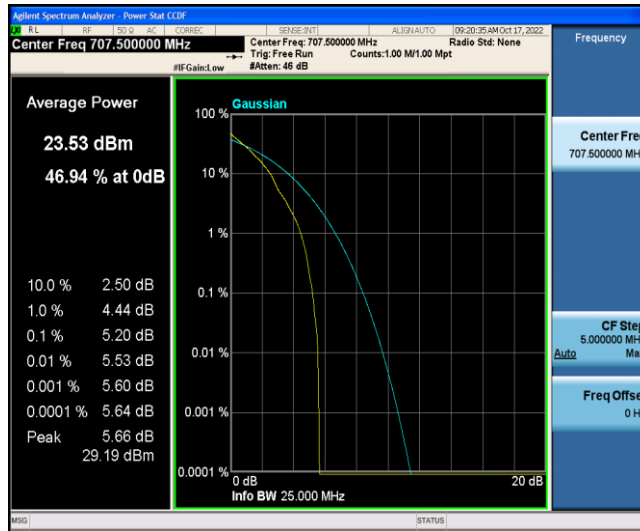 Agilent Spectrum Analyzer - Power Stat CCDF
RL RF 50 Ω AC CORREC SENSE:INT ALIGNAUTO 09:20:35 AM Oct 17, 2022
Center Freq 707.500000 MHz
Center Freq: 707.500000 MHz Radio Std: None
Trig: Free Run Counts:1.00 M/1.00 Mpt
#IFGain:Low #Atten: 46 dB
Frequency
Average Power
23.53 dBm
46.94 % at 0dB
10.0 % 2.50 dB
1.0 % 4.44 dB
0.1 % 5.20 dB
0.01 % 5.53 dB
0.001 % 5.60 dB
0.0001 % 5.64 dB
Peak 5.66 dB
29.19 dBm
Gaussian
100 %
10 %
1 %
0.1 %
0.01 %
0.001 %
0.0001 %
0 dB 20 dB
Info BW 25.000 MHz
Center Fre
707.500000 MH
CF Step
5.000000 MH
Auto Ma
Freq Offse
0 H
MSG STATUS